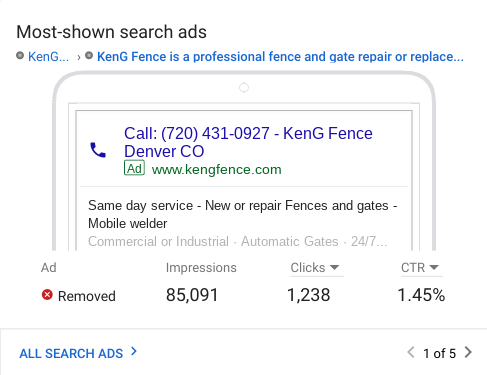 Most-shown search ads
KenG... › KenG Fence is a professional fence and gate repair or replace...
Call: (720) 431-0927 - KenG Fence
Denver CO
Ad www.kengfence.com
Same day service - New or repair Fences and gates -
Mobile welder
Commercial or Industrial · Automatic Gates · 24/7...
Ad Impressions Clicks CTR
Removed 85,091 1,238 1.45%
ALL SEARCH ADS 1 of 5